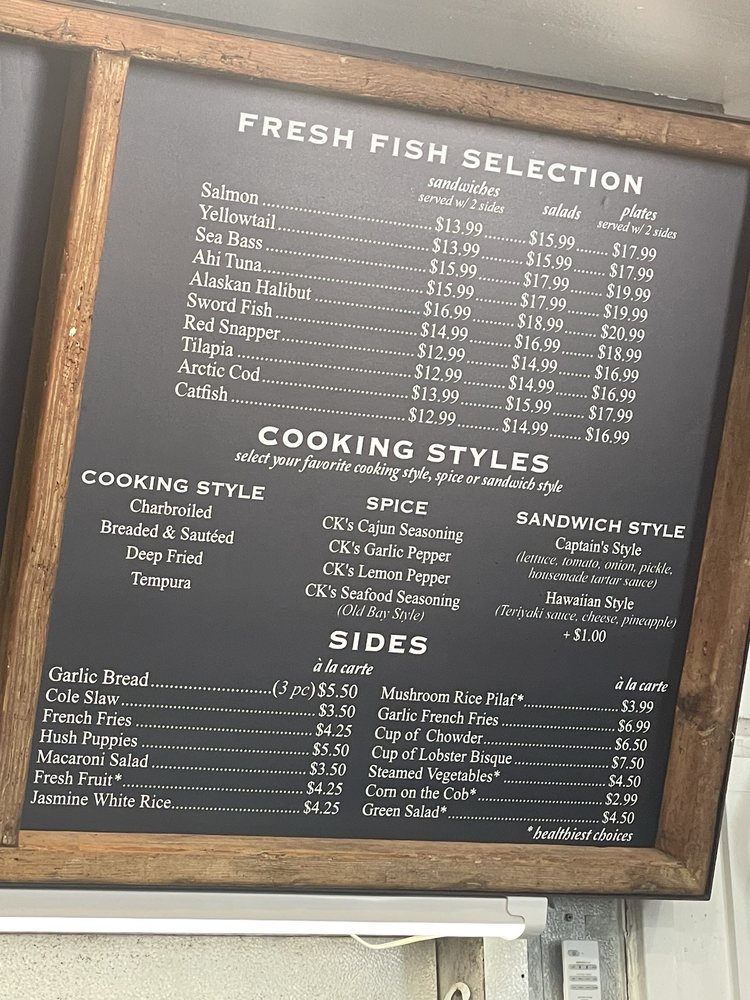 FRESH FISH SELECTION
sandwiches served w/ 2 sides
salads
plates served w/ 2 sides
Salmon $13.99 $15.99 $17.99
Yellowtail $13.99 $15.99 $17.99
Sea Bass $15.99 $17.99 $19.99
Ahi Tuna $15.99 $17.99 $19.99
Alaskan Halibut $16.99 $18.99 $20.99
Sword Fish $14.99 $16.99 $18.99
Red Snapper $12.99 $14.99 $16.99
Tilapia $12.99 $14.99 $16.99
Arctic Cod $13.99 $15.99 $17.99
Catfish $12.99 $14.99 $16.99
COOKING STYLES
select your favorite cooking style, spice or sandwich style
COOKING STYLE
Charbroiled
Breaded & Sautéed
Deep Fried
Tempura
SPICE
CK's Cajun Seasoning
CK's Garlic Pepper
CK's Lemon Pepper
CK's Seafood Seasoning
(Old Bay Style)
SANDWICH STYLE
Captain's Style
(lettuce, tomato, onion, pickle,
housemade tartar sauce)
Hawaiian Style
(Teriyaki sauce, cheese, pineapple)
+ $1.00
SIDES
à la carte
Garlic Bread (3 pc) $5.50
Cole Slaw $3.50
French Fries $4.25
Hush Puppies $5.50
Macaroni Salad $3.50
Fresh Fruit* $4.25
Jasmine White Rice $4.25
à la carte
Mushroom Rice Pilaf* $3.99
Garlic French Fries $6.99
Cup of Chowder $6.50
Cup of Lobster Bisque $7.50
Steamed Vegetables* $4.50
Corn on the Cob* $2.99
Green Salad* $4.50
*healthiest choices